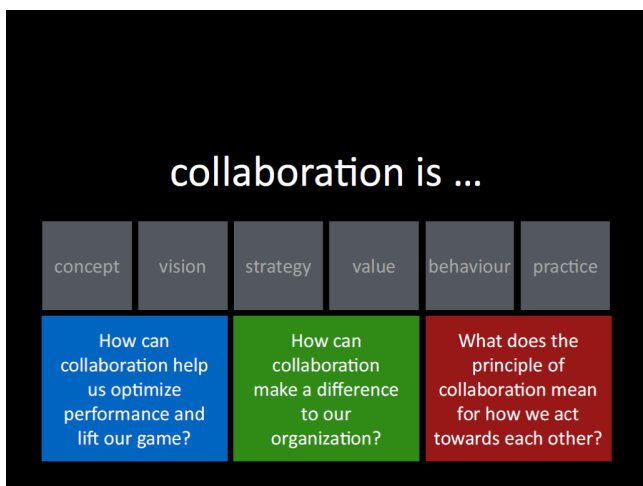 collaboration is ...
concept
vision
strategy
value
behaviour
practice
How can
collaboration help
us optimize
performance and
lift our game?
How can
collaboration
make a difference
to our
organization?
What does the
principle of
collaboration mean
for how we act
towards each other?